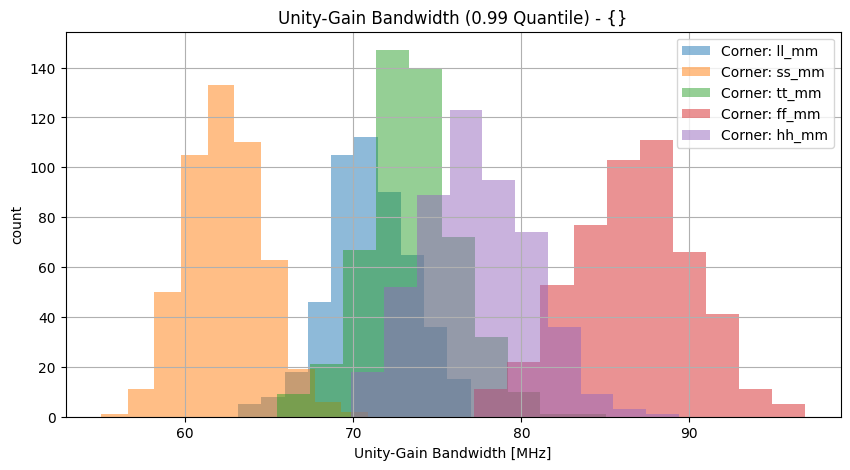 Unity-Gain Bandwidth (0.99 Quantile) - {}
Corner: ll_mm
Corner: ss_mm
Corner: tt_mm
Corner: ff_mm
Corner: hh_mm
count
140
120
100
80
60
40
20
0
60
70
80
90
Unity-Gain Bandwidth [MHz]